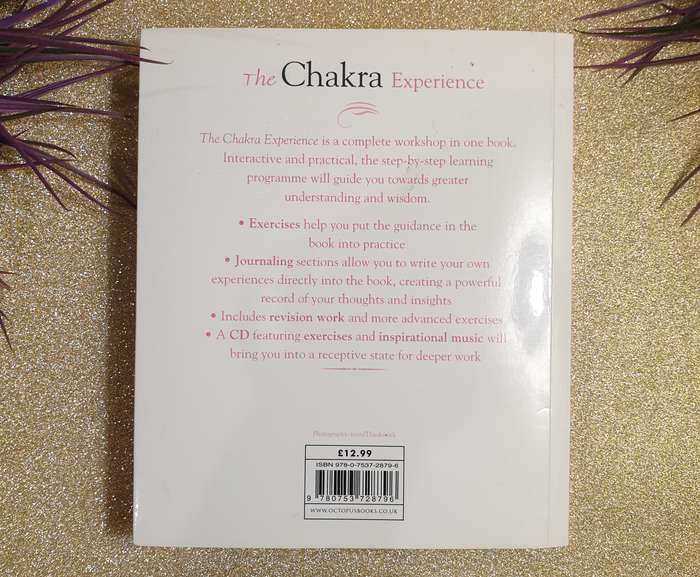 The Chakra Experience
The Chakra Experience is a complete workshop in one book.
Interactive and practical, the step-by-step learning
programme will guide you towards greater
understanding and wisdom.
• Exercises help you put the guidance in the
book into practice
• Journaling sections allow you to write your own
experiences directly into the book, creating a powerful
record of your thoughts and insights
• Includes revision work and more advanced exercises
• A CD featuring exercises and inspirational music will
bring you into a receptive state for deeper work
£12.99
ISBN 978-0-7537-2879-6
9 780753 728796
WWW.OCTOPUSBOOKS.CO.UK